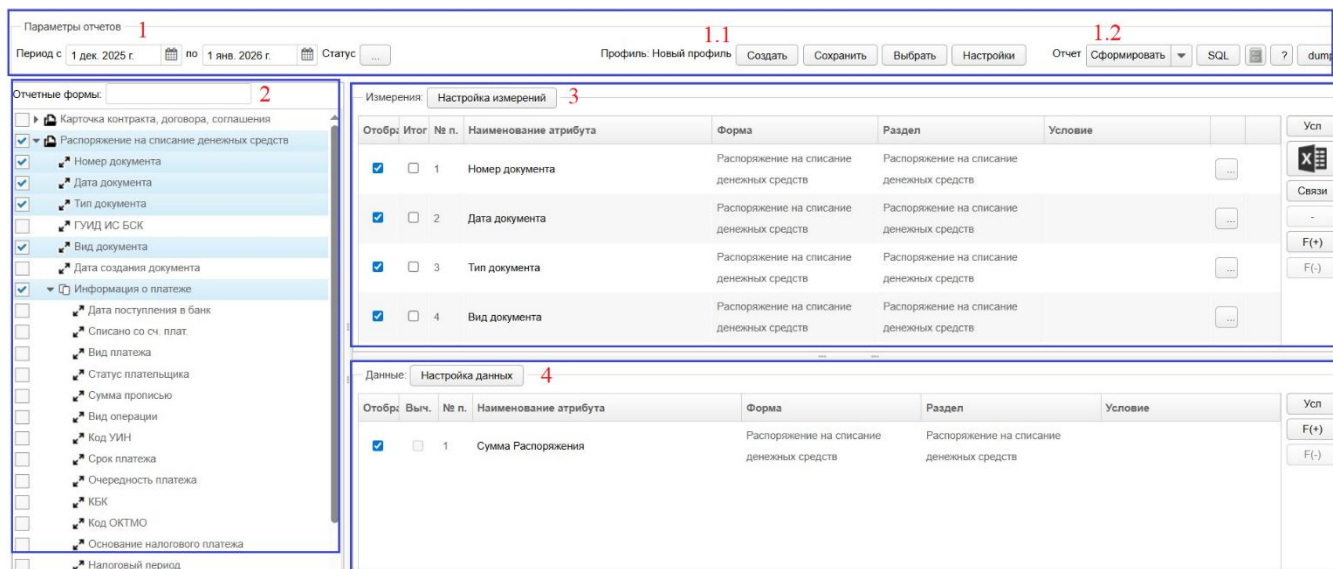 Параметры отчетов 1
1.1 1.2
Период с 1 дек. 2025 г. по 1 янв. 2026 г. Статус ... Профиль: Новый профиль Создать Сохранить Выбрать Настройки Отчет Сформировать SQL ? dump
Отчетные формы: 2
Карточка контракта, договора, соглашения
Распоряжение на списание денежных средств
Номер документа
Дата документа
Тип документа
ГУИД ИС БСК
Вид документа
Дата создания документа
Информация о платеже
Дата поступления в банк
Списано со сч. плат.
Вид платежа
Статус плательщика
Сумма прописью
Вид операции
Код УИН
Срок платежа
Очередность платежа
КБК
Код ОКТМО
Основание налогового платежа
Налоговый период
Измерения: Настройка измерений 3
Отобра Итог № п. Наименование атрибута Форма Раздел Условие
1 Номер документа Распоряжение на списание денежных средств Распоряжение на списание денежных средств ...
2 Дата документа Распоряжение на списание денежных средств Распоряжение на списание денежных средств ...
3 Тип документа Распоряжение на списание денежных средств Распоряжение на списание денежных средств ...
4 Вид документа Распоряжение на списание денежных средств Распоряжение на списание денежных средств ...
Усл
Связи
-
F(+)
F(-)
Данные: Настройка данных 4
Отобра Выч. № п. Наименование атрибута Форма Раздел Условие
1 Сумма Распоряжения Распоряжение на списание денежных средств Распоряжение на списание денежных средств
Усл
F(+)
F(-)